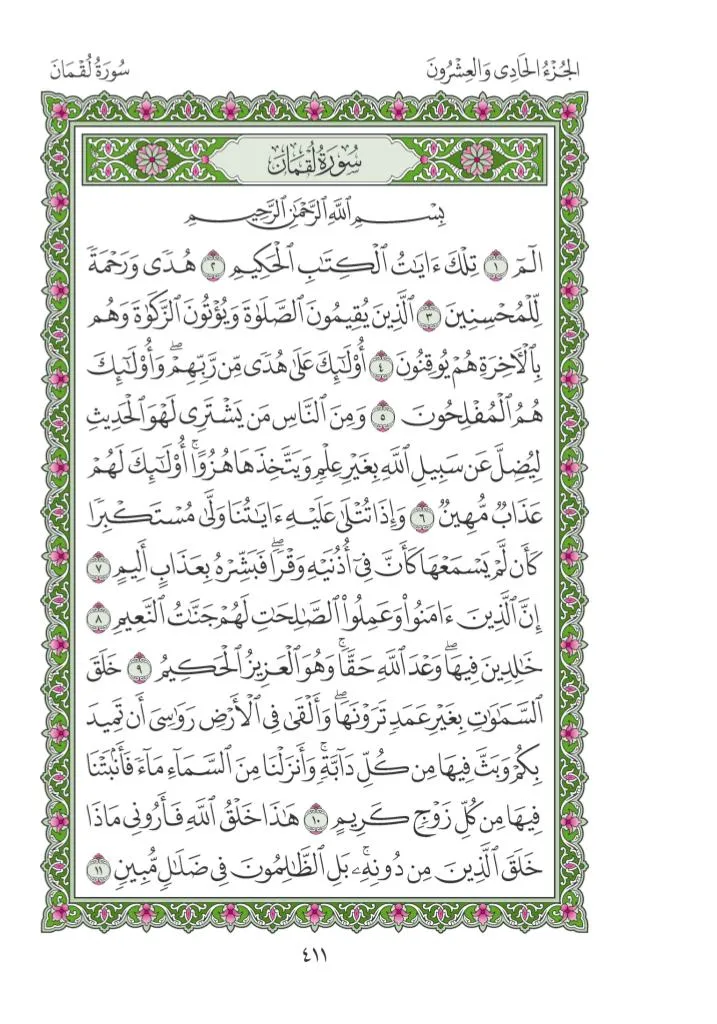 الجُزْءُ الحَادِي وَالعِشْرُونَ سُورَةُ لُقْمَانَ
سُورَةُ لُقْمَانَ
بِسْمِ ٱللَّهِ ٱلرَّحْمَٰنِ ٱلرَّحِيمِ
الٓمٓ ١ تِلْكَ ءَايَٰتُ ٱلْكِتَٰبِ ٱلْحَكِيمِ ٢ هُدًى وَرَحْمَةً
لِّلْمُحْسِنِينَ ٣ ٱلَّذِينَ يُقِيمُونَ ٱلصَّلَوٰةَ وَيُؤْتُونَ ٱلزَّكَوٰةَ وَهُم
بِٱلْأٓخِرَةِ هُمْ يُوقِنُونَ ٤ أُوْلَٰٓئِكَ عَلَىٰ هُدًى مِّن رَّبِّهِمْۖ وَأُوْلَٰٓئِكَ
هُمُ ٱلْمُفْلِحُونَ ٥ وَمِنَ ٱلنَّاسِ مَن يَشْتَرِى لَهْوَ ٱلْحَدِيثِ
لِيُضِلَّ عَن سَبِيلِ ٱللَّهِ بِغَيْرِ عِلْمٍ وَيَتَّخِذَهَا هُزُوًاۚ أُوْلَٰٓئِكَ لَهُمْ
عَذَابٌ مُّهِينٌ ٦ وَإِذَا تُتْلَىٰ عَلَيْهِ ءَايَٰتُنَا وَلَّىٰ مُسْتَكْبِرًا
كَأَن لَّمْ يَسْمَعْهَا كَأَنَّ فِىٓ أُذُنَيْهِ وَقْرًاۖ فَبَشِّرْهُ بِعَذَابٍ أَلِيمٍ ٧
إِنَّ ٱلَّذِينَ ءَامَنُوا۟ وَعَمِلُوا۟ ٱلصَّٰلِحَٰتِ لَهُمْ جَنَّٰتُ ٱلنَّعِيمِ ٨
خَٰلِدِينَ فِيهَاۖ وَعْدَ ٱللَّهِ حَقًّاۚ وَهُوَ ٱلْعَزِيزُ ٱلْحَكِيمُ ٩ خَلَقَ
ٱلسَّمَٰوَٰتِ بِغَيْرِ عَمَدٍ تَرَوْنَهَاۖ وَأَلْقَىٰ فِى ٱلْأَرْضِ رَوَٰسِىَ أَن تَمِيدَ
بِكُمْ وَبَثَّ فِيهَا مِن كُلِّ دَآبَّةٍۚ وَأَنزَلْنَا مِنَ ٱلسَّمَآءِ مَآءً فَأَنۢبَتْنَا
فِيهَا مِن كُلِّ زَوْجٍ كَرِيمٍ ١٠ هَٰذَا خَلْقُ ٱللَّهِ فَأَرُونِى مَاذَا
خَلَقَ ٱلَّذِينَ مِن دُونِهِۦۚ بَلِ ٱلظَّٰلِمُونَ فِى ضَلَٰلٍ مُّبِينٍ ١١
٤١١